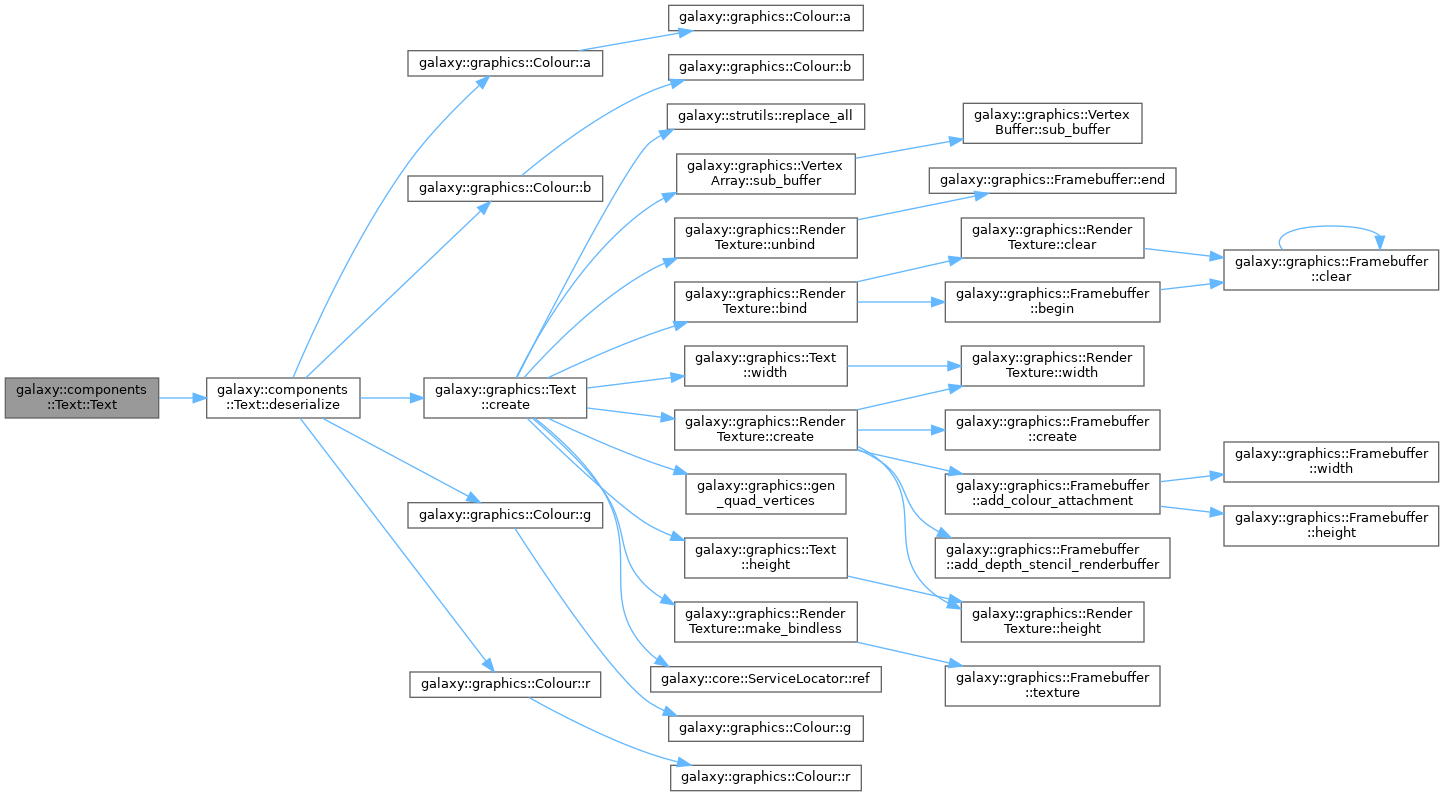 galaxy::components
::Text::Text
galaxy::components
::Text::deserialize
galaxy::graphics::Colour::a
galaxy::graphics::Colour::b
galaxy::graphics::Text
::create
galaxy::graphics::Colour::g
galaxy::graphics::Colour::r
galaxy::graphics::Colour::a
galaxy::graphics::Colour::b
galaxy::strutils::replace_all
galaxy::graphics::Vertex
Array::sub_buffer
galaxy::graphics::Render
Texture::unbind
galaxy::graphics::Render
Texture::bind
galaxy::graphics::Text
::width
galaxy::graphics::Render
Texture::create
galaxy::graphics::gen
_quad_vertices
galaxy::graphics::Text
::height
galaxy::graphics::Render
Texture::make_bindless
galaxy::core::ServiceLocator::ref
galaxy::graphics::Colour::g
galaxy::graphics::Colour::r
galaxy::graphics::Vertex
Buffer::sub_buffer
galaxy::graphics::Framebuffer::end
galaxy::graphics::Render
Texture::clear
galaxy::graphics::Framebuffer
::begin
galaxy::graphics::Render
Texture::width
galaxy::graphics::Framebuffer
::create
galaxy::graphics::Framebuffer
::add_colour_attachment
galaxy::graphics::Framebuffer
::add_depth_stencil_renderbuffer
galaxy::graphics::Render
Texture::height
galaxy::graphics::Framebuffer
::texture
galaxy::graphics::Framebuffer
::clear
galaxy::graphics::Framebuffer
::width
galaxy::graphics::Framebuffer
::height